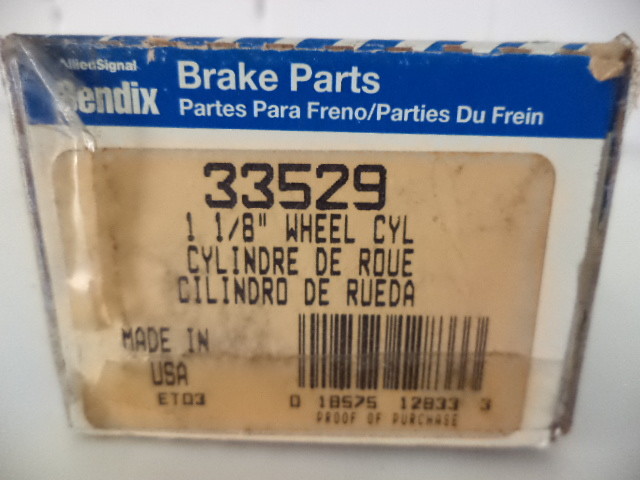 AlliedSignal
Bendix
Brake Parts
Partes Para Freno/Parties Du Frein
33529
1 1/8" WHEEL CYL
CYLINDRE DE ROUE
CILINDRO DE RUEDA
MADE IN
USA
ET03
0 18575 12833 3
PROOF OF PURCHASE